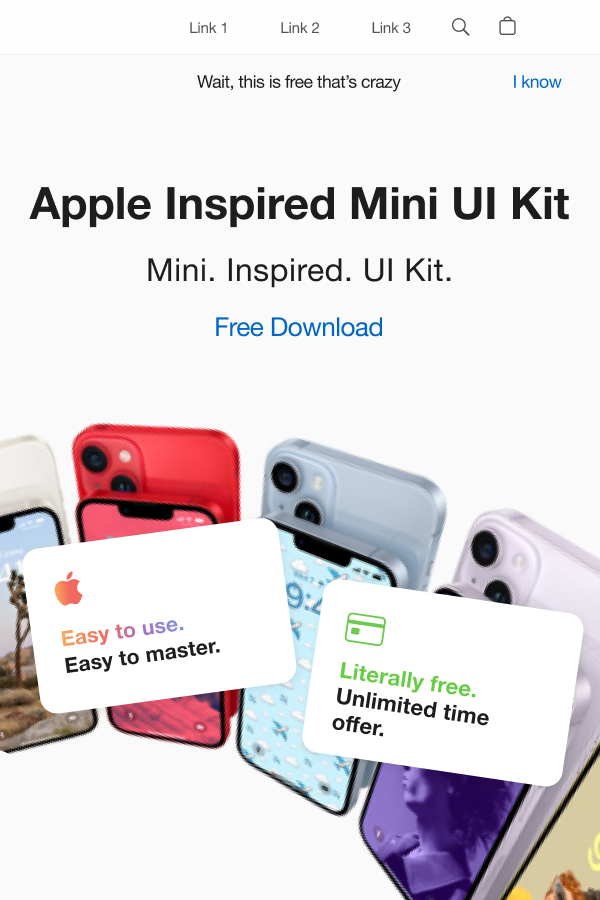 Link 1 Link 2 Link 3
Wait, this is free that’s crazy I know
Apple Inspired Mini UI Kit
Mini. Inspired. UI Kit.
Free Download
Easy to use.
Easy to master.
Literally free.
Unlimited time
offer.